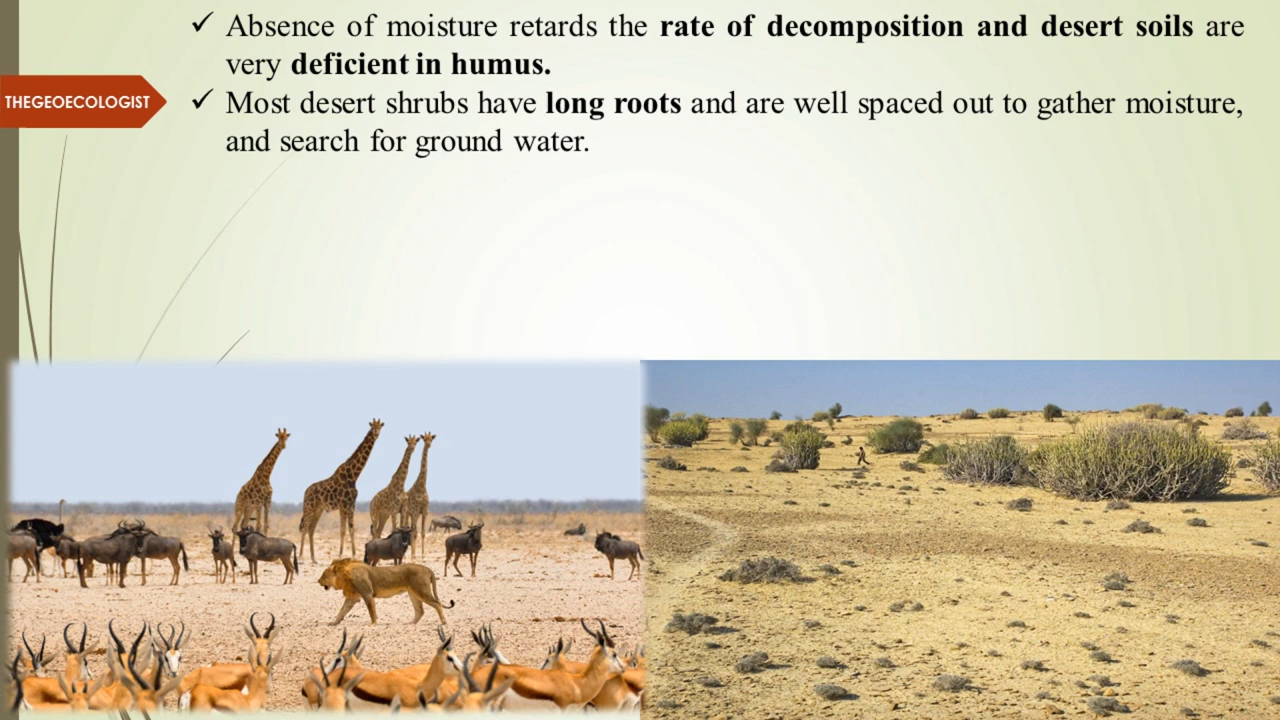 ✓ Absence of moisture retards the rate of decomposition and desert soils are
very deficient in humus.
THEGEOECOLOGIST
✓ Most desert shrubs have long roots and are well spaced out to gather moisture,
and search for ground water.